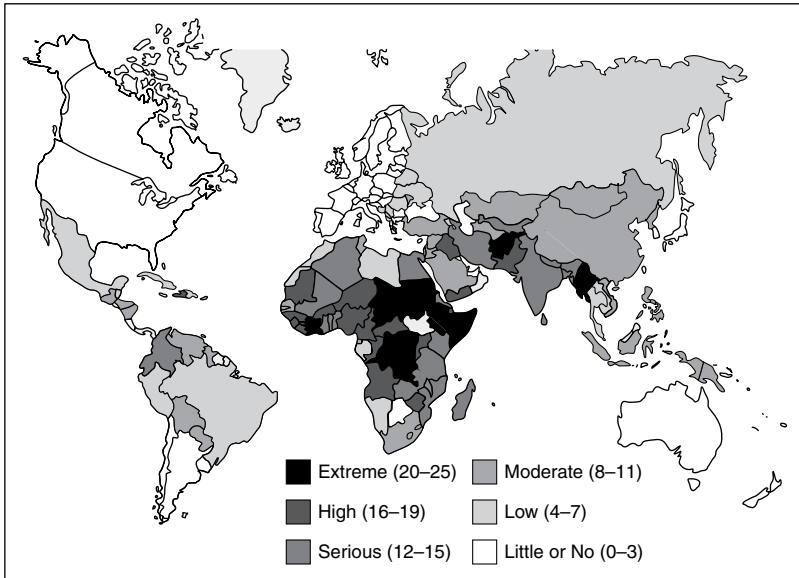 Extreme (20–25)
High (16–19)
Serious (12–15)
Moderate (8–11)
Low (4–7)
Little or No (0–3)